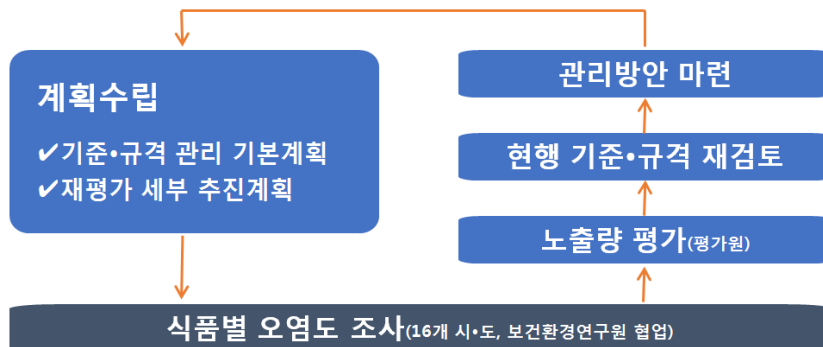 계획수립
✔기준•규격 관리 기본계획
✔재평가 세부 추진계획
관리방안 마련
현행 기준•규격 재검토
노출량 평가(평가원)
식품별 오염도 조사(16개 시•도, 보건환경연구원 협업)